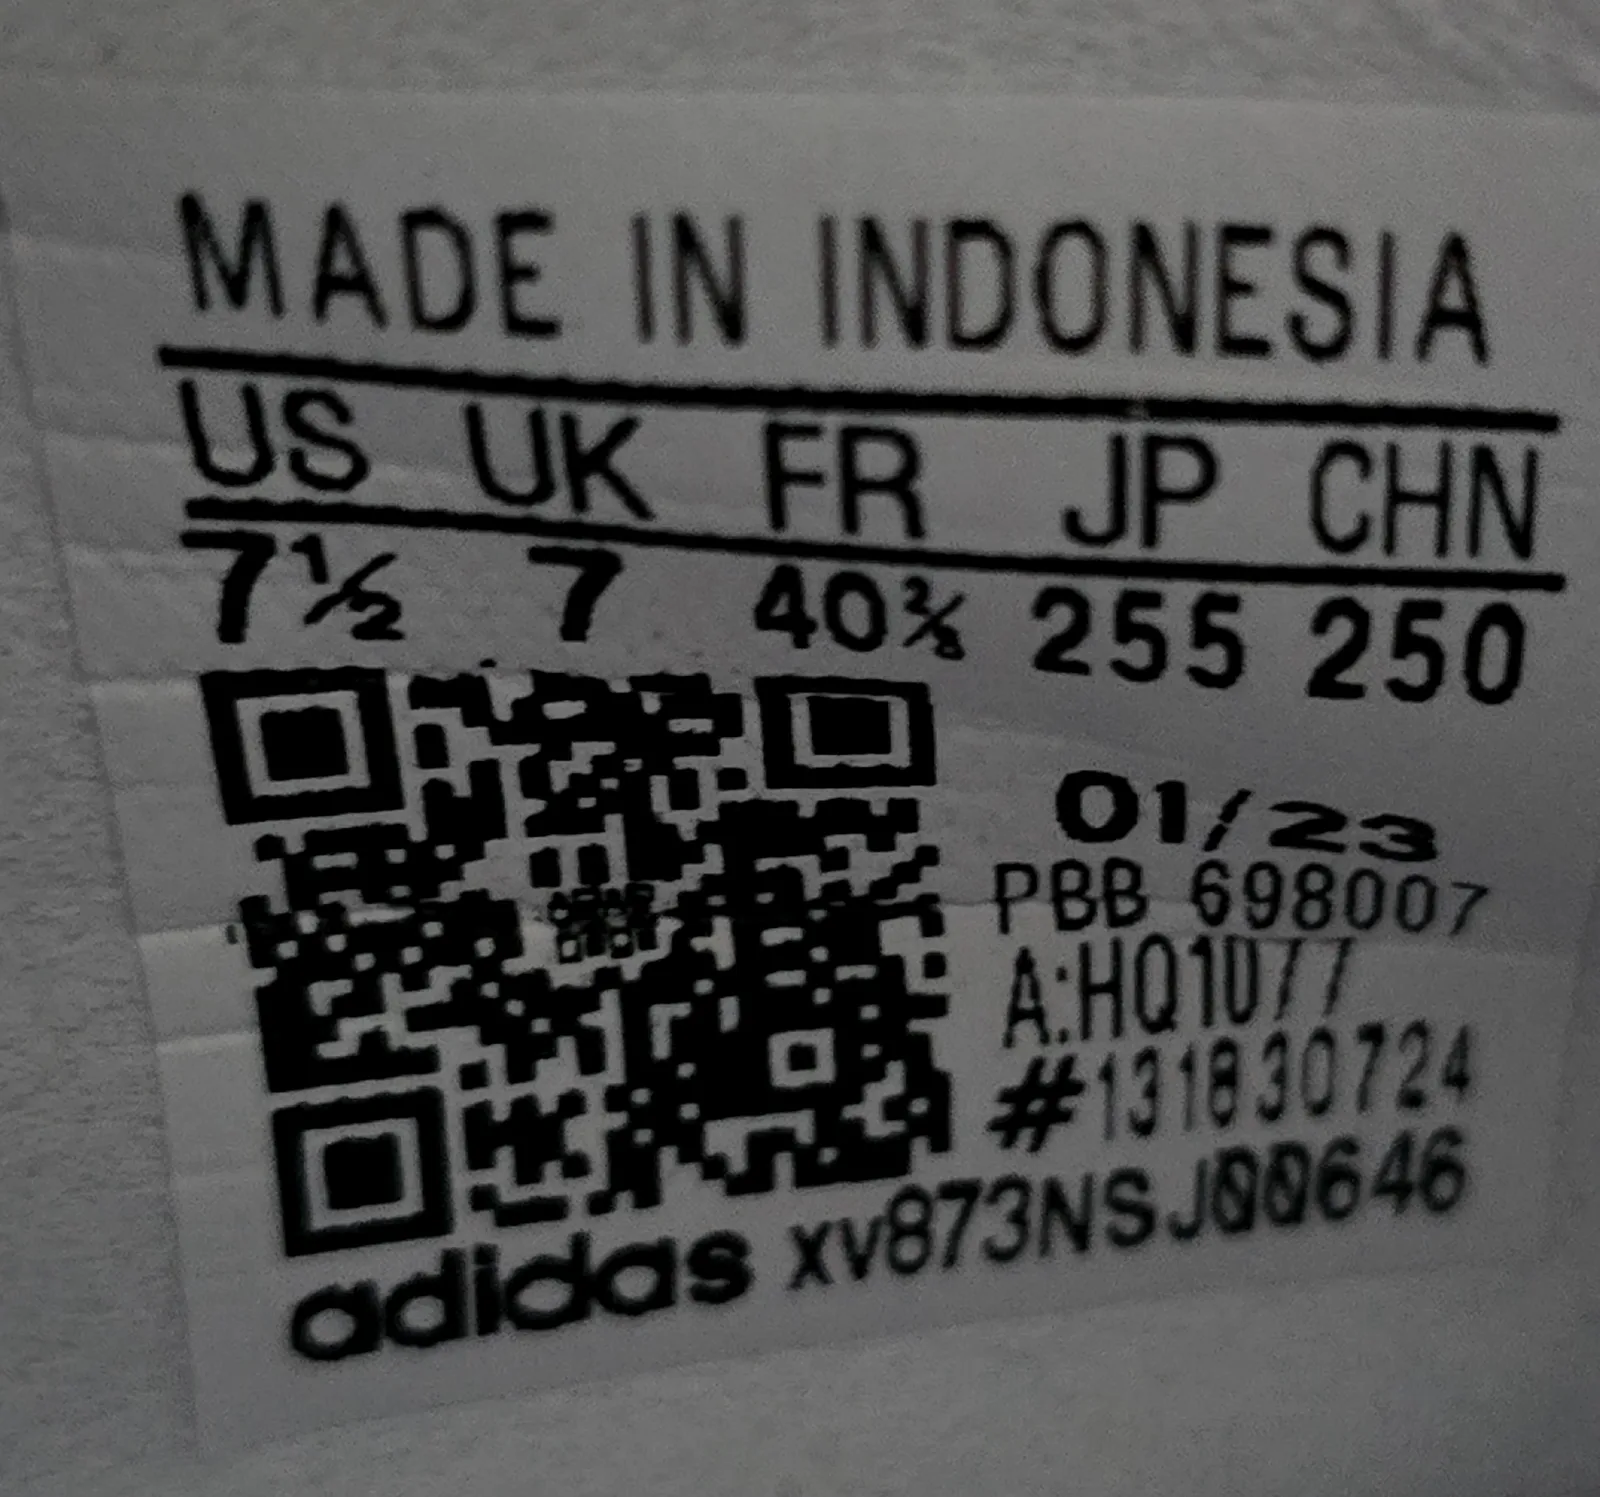 MADE IN INDONESIA
US UK FR JP CHN
7½ 7 40⅔ 255 250
01/23
PBB 698007
A:HQ1077
#131830724
adidas xv873NSJ00646